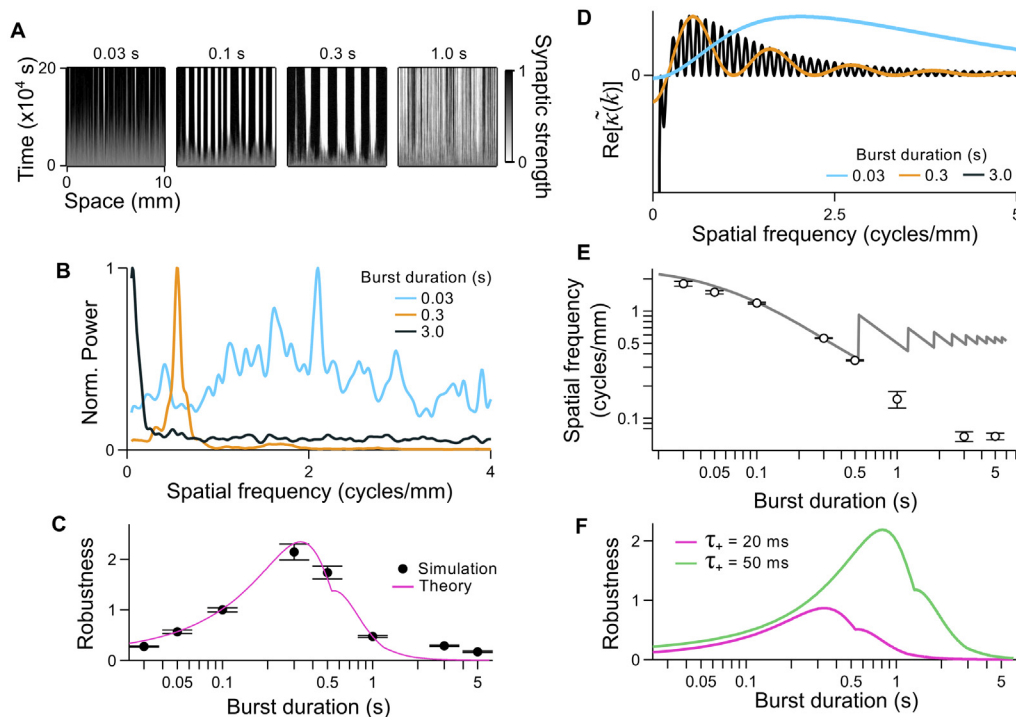 A
0.03 s 0.1 s 0.3 s 1.0 s
20
0
Time (x10⁴ s)
0 10
Space (mm)
1
0
Synaptic strength
B
1
0
Norm. Power
Burst duration (s)
0.03
0.3
3.0
0 2 4
Spatial frequency (cycles/mm)
C
2
1
0
Robustness
Simulation
Theory
0.05 0.1 0.5 1 5
Burst duration (s)
D
0
Re[κ̃(k)]
Burst duration (s)
0.03 0.3 3.0
0 2.5 5
Spatial frequency (cycles/mm)
E
1
0.5
0.1
Spatial frequency
(cycles/mm)
0.05 0.1 0.5 1 5
Burst duration (s)
F
2
1
0
Robustness
τ₊ = 20 ms
τ₊ = 50 ms
0.05 0.1 0.5 1 5
Burst duration (s)